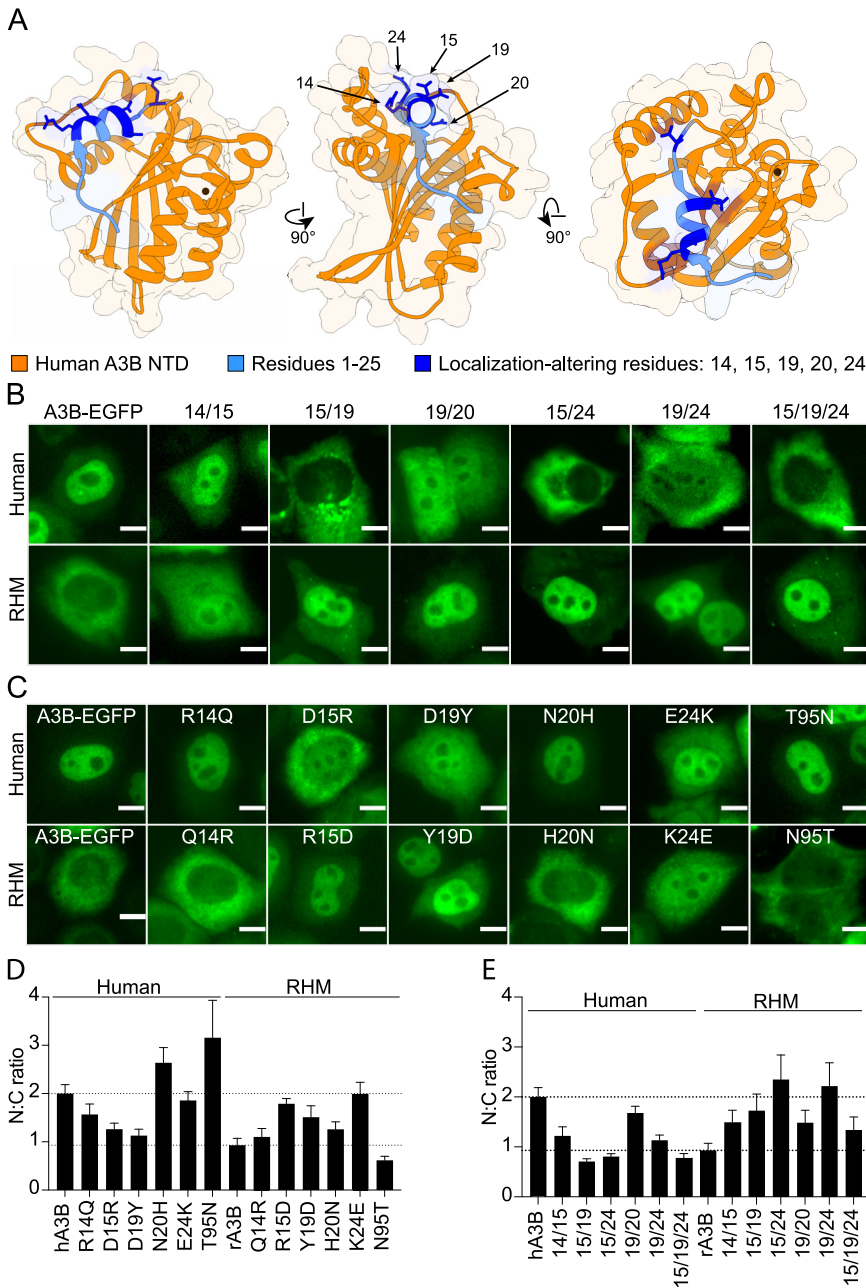 A
24 15 19
14 20
90° 90°
Human A3B NTD Residues 1-25 Localization-altering residues: 14, 15, 19, 20, 24
B
A3B-EGFP 14/15 15/19 19/20 15/24 19/24 15/19/24
Human
RHM
C
A3B-EGFP R14Q D15R D19Y N20H E24K T95N
Human
A3B-EGFP Q14R R15D Y19D H20N K24E N95T
RHM
D
Human RHM
N:C ratio
4
3
2
1
0
hA3B R14Q D15R D19Y N20H E24K T95N rA3B Q14R R15D Y19D H20N K24E N95T
E
Human RHM
N:C ratio
4
3
2
1
0
hA3B 14/15 15/19 15/24 19/20 19/24 15/19/24 rA3B 14/15 15/19 15/24 19/20 19/24 15/19/24